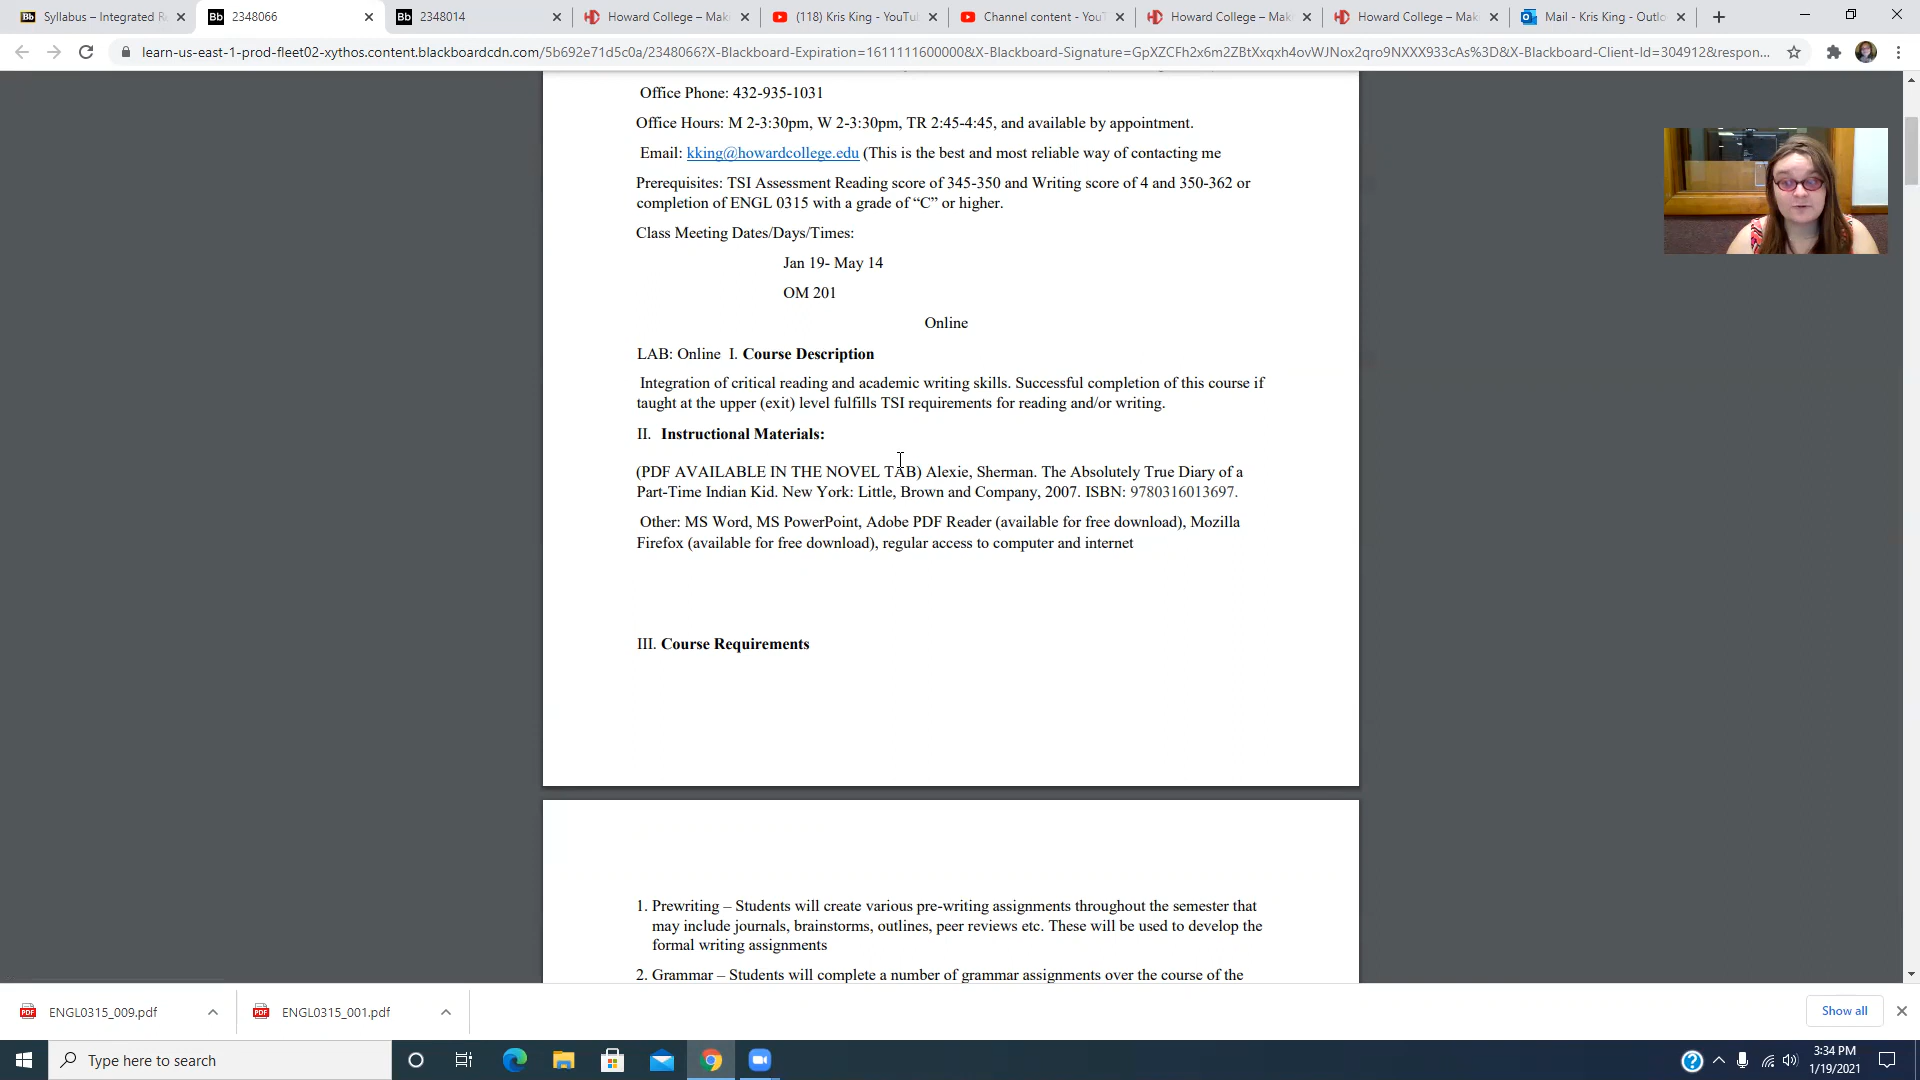 Syllabus – Integrated R
2348066
2348014
Howard College – Mak
(118) Kris King - YouTu
Channel content - YouT
Howard College – Mak
Howard College – Mak
Mail - Kris King - Outlo
learn-us-east-1-prod-fleet02-xythos.content.blackboardcdn.com/5b692e71d5c0a/2348066?X-Blackboard-Expiration=1611111600000&X-Blackboard-Signature=GpXZCFh2x6m2ZBtXxqxh4ovWJNox2qro9NXXX933cAs%3D&X-Blackboard-Client-Id=304912&respon...
Office Phone: 432-935-1031
Office Hours: M 2-3:30pm, W 2-3:30pm, TR 2:45-4:45, and available by appointment.
Email: kking@howardcollege.edu (This is the best and most reliable way of contacting me
Prerequisites: TSI Assessment Reading score of 345-350 and Writing score of 4 and 350-362 or
completion of ENGL 0315 with a grade of “C” or higher.
Class Meeting Dates/Days/Times:
Jan 19- May 14
OM 201
Online
LAB: Online I. Course Description
Integration of critical reading and academic writing skills. Successful completion of this course if
taught at the upper (exit) level fulfills TSI requirements for reading and/or writing.
II. Instructional Materials:
(PDF AVAILABLE IN THE NOVEL TAB) Alexie, Sherman. The Absolutely True Diary of a
Part-Time Indian Kid. New York: Little, Brown and Company, 2007. ISBN: 9780316013697.
Other: MS Word, MS PowerPoint, Adobe PDF Reader (available for free download), Mozilla
Firefox (available for free download), regular access to computer and internet
III. Course Requirements
1. Prewriting – Students will create various pre-writing assignments throughout the semester that
may include journals, brainstorms, outlines, peer reviews etc. These will be used to develop the
formal writing assignments
2. Grammar – Students will complete a number of grammar assignments over the course of the
ENGL0315_009.pdf
ENGL0315_001.pdf
Show all
Type here to search
3:34 PM
1/19/2021